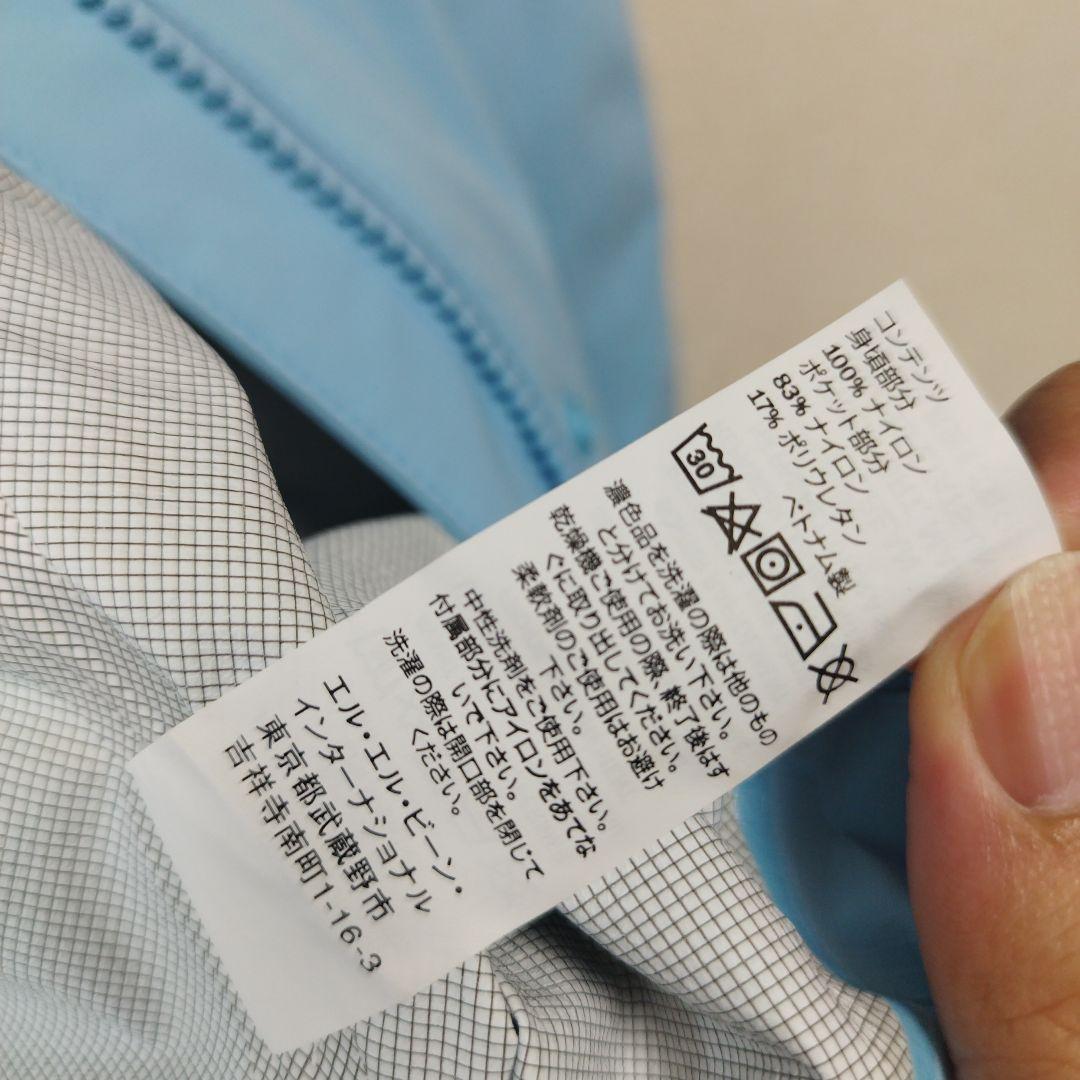 コンテンツ
身頃部分
100% ナイロン
ポケット部分
83% ナイロン
17% ポリウレタン
ベトナム製
30
濃色品を洗濯の際は他のもの
と分けてお洗い下さい。
乾燥機ご使用の際、終了後はす
ぐに取り出してください。
柔軟剤のご使用はお避け
下さい。
中性洗剤をご使用下さい。
付属部分にアイロンをあてな
いで下さい。
洗濯の際は開口部を閉じて
ください。
エル・エル・ビーン・
インターナショナル
東京都武蔵野市
吉祥寺南町1-16-3